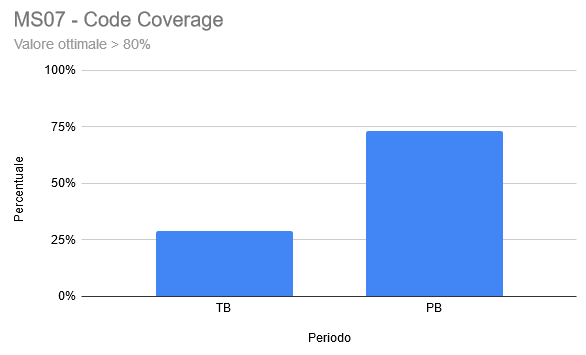 MS07 - Code Coverage
Valore ottimale > 80%
100%
75%
50%
25%
0%
Percentuale
TB
PB
Periodo